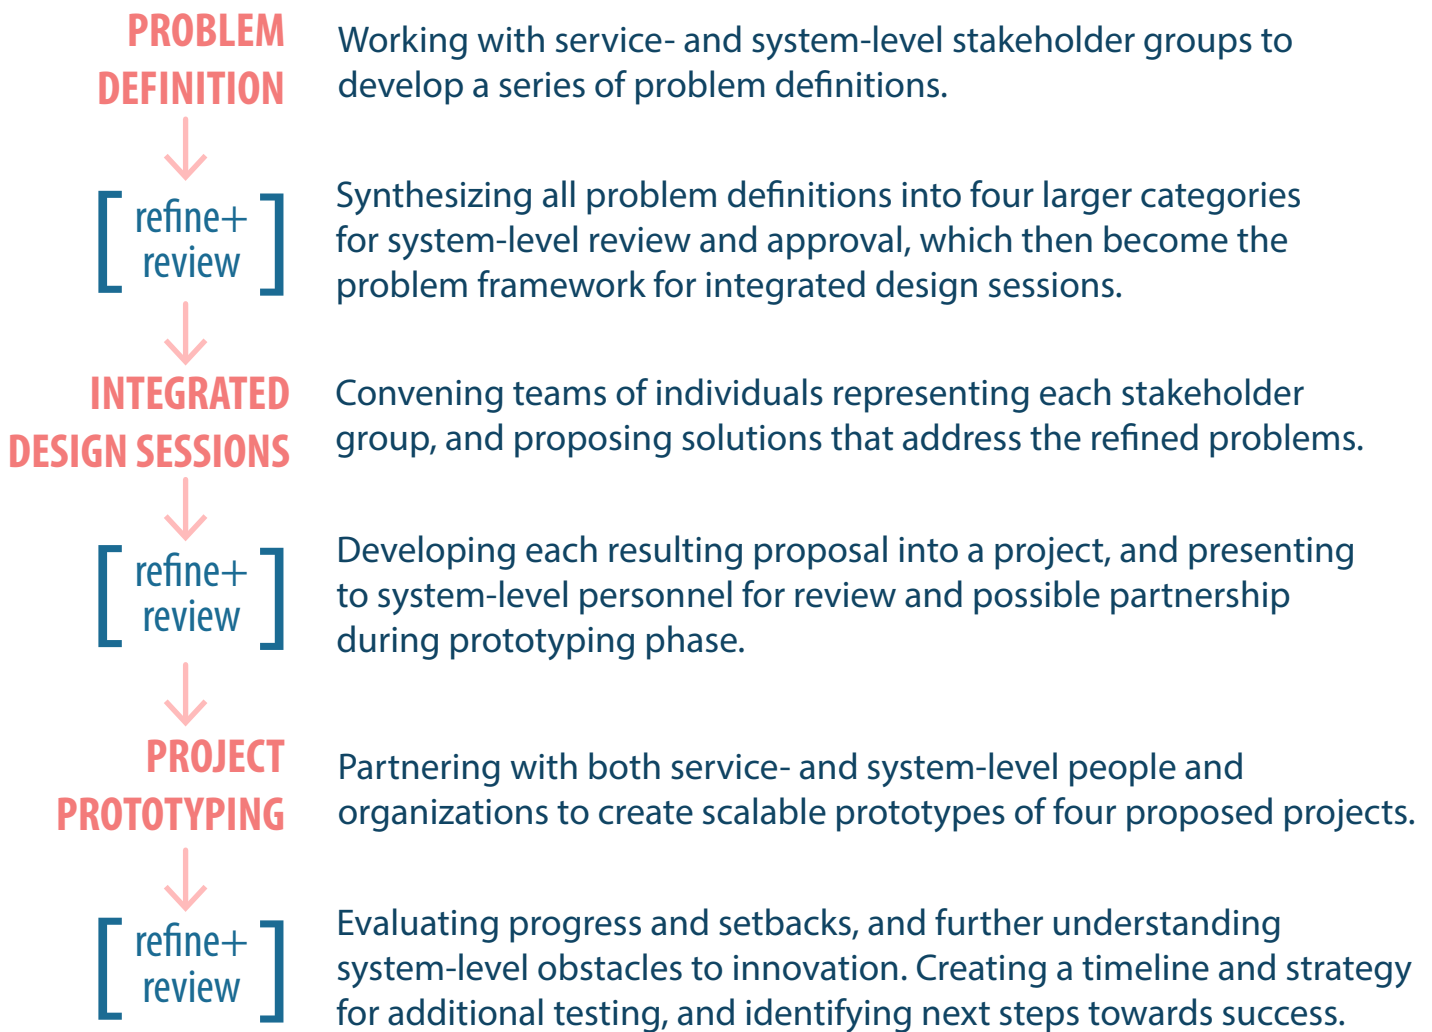 PROBLEM
DEFINITION
Working with service- and system-level stakeholder groups to
develop a series of problem definitions.
refine+
review
Synthesizing all problem definitions into four larger categories
for system-level review and approval, which then become the
problem framework for integrated design sessions.
INTEGRATED
DESIGN SESSIONS
Convening teams of individuals representing each stakeholder
group, and proposing solutions that address the refined problems.
refine+
review
Developing each resulting proposal into a project, and presenting
to system-level personnel for review and possible partnership
during prototyping phase.
PROJECT
PROTOTYPING
Partnering with both service- and system-level people and
organizations to create scalable prototypes of four proposed projects.
refine+
review
Evaluating progress and setbacks, and further understanding
system-level obstacles to innovation. Creating a timeline and strategy
for additional testing, and identifying next steps towards success.